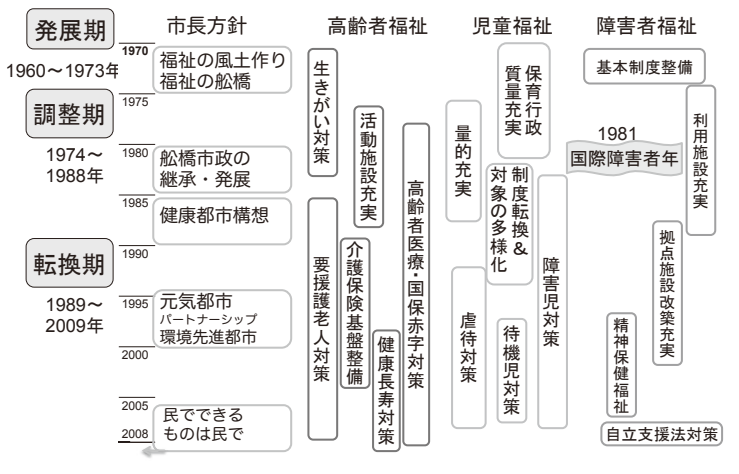 発展期
1960〜1973年
調整期
1974〜
1988年
転換期
1989〜
2009年
1970
1975
1980
1985
1990
1995
2000
2005
2008
市長方針
福祉の風土作り
福祉の舩橋
舩橋市政の
継承・発展
健康都市構想
元気都市
パートナーシップ
環境先進都市
民でできる
ものは民で
高齢者福祉
生きがい対策
活動施設充実
高齢者医療・国保赤字対策
要援護老人対策
介護保険基盤整備
健康長寿対策
児童福祉
保育行政
質量充実
量的充実
制度転換&
対象の多様化
障害児対策
虐待対策
待機児対策
障害者福祉
基本制度整備
利用施設充実
1981
国際障害者年
拠点施設改築充実
精神保健福祉
自立支援法対策